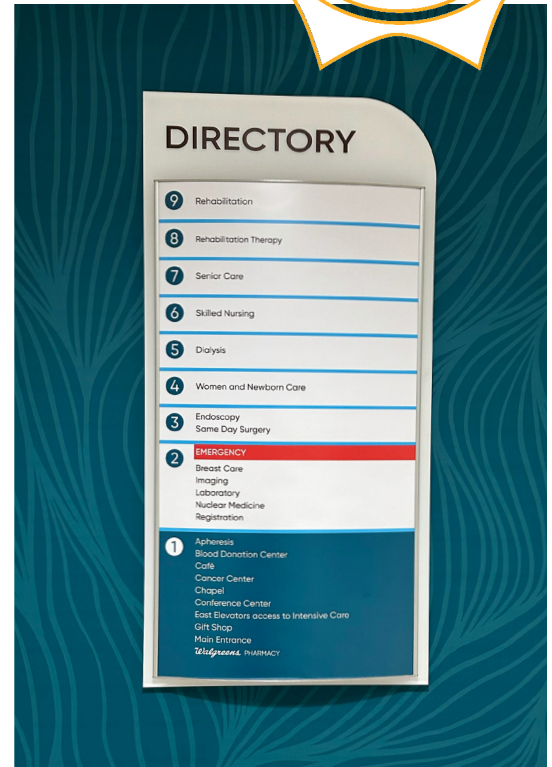 DIRECTORY
9 Rehabilitation
8 Rehabilitation Therapy
7 Senior Care
6 Skilled Nursing
5 Dialysis
4 Women and Newborn Care
3 Endoscopy
Same Day Surgery
2 EMERGENCY
Breast Care
Imaging
Laboratory
Nuclear Medicine
Registration
1 Apheresis
Blood Donation Center
Café
Cancer Center
Chapel
Conference Center
East Elevators access to Intensive Care
Gift Shop
Main Entrance
Walgreens PHARMACY